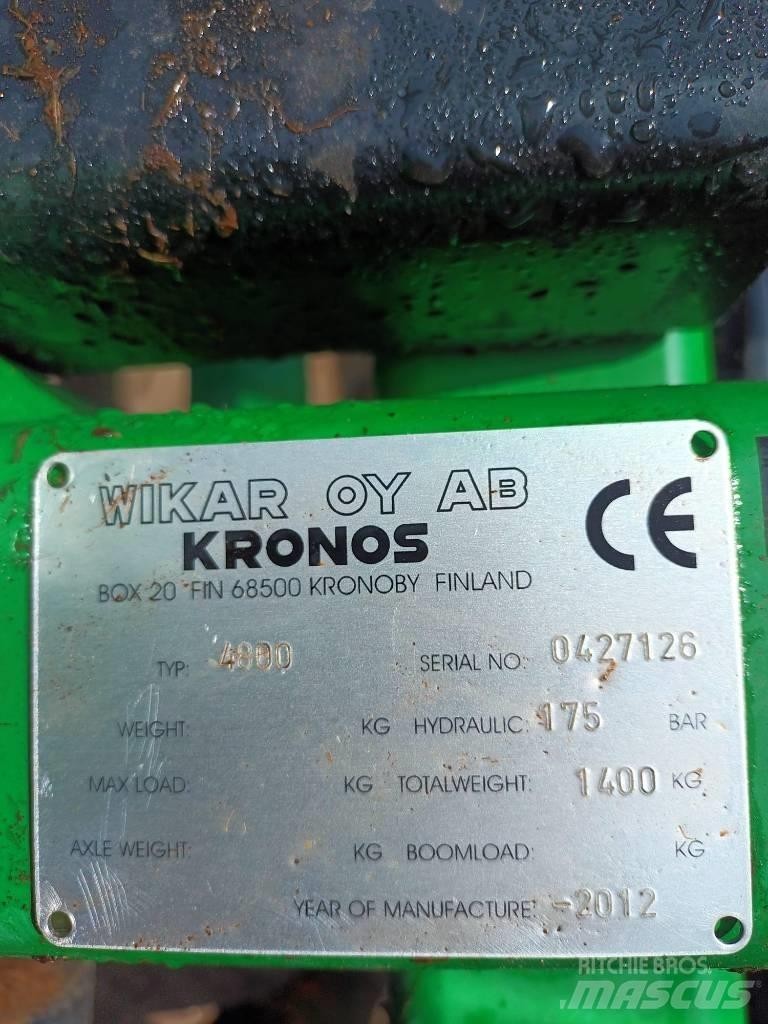 WIKAR OY AB
KRONOS
CE
BOX 20 FIN 68500 KRONOBY FINLAND
TYP: 4800 SERIAL NO: 0427126
WEIGHT: KG HYDRAULIC: 175 BAR
MAX LOAD: KG TOTALWEIGHT: 1400 KG
AXLE WEIGHT: KG BOOMLOAD: KG
YEAR OF MANUFACTURE: -2012
RITCHIE BROS.
MASCUS